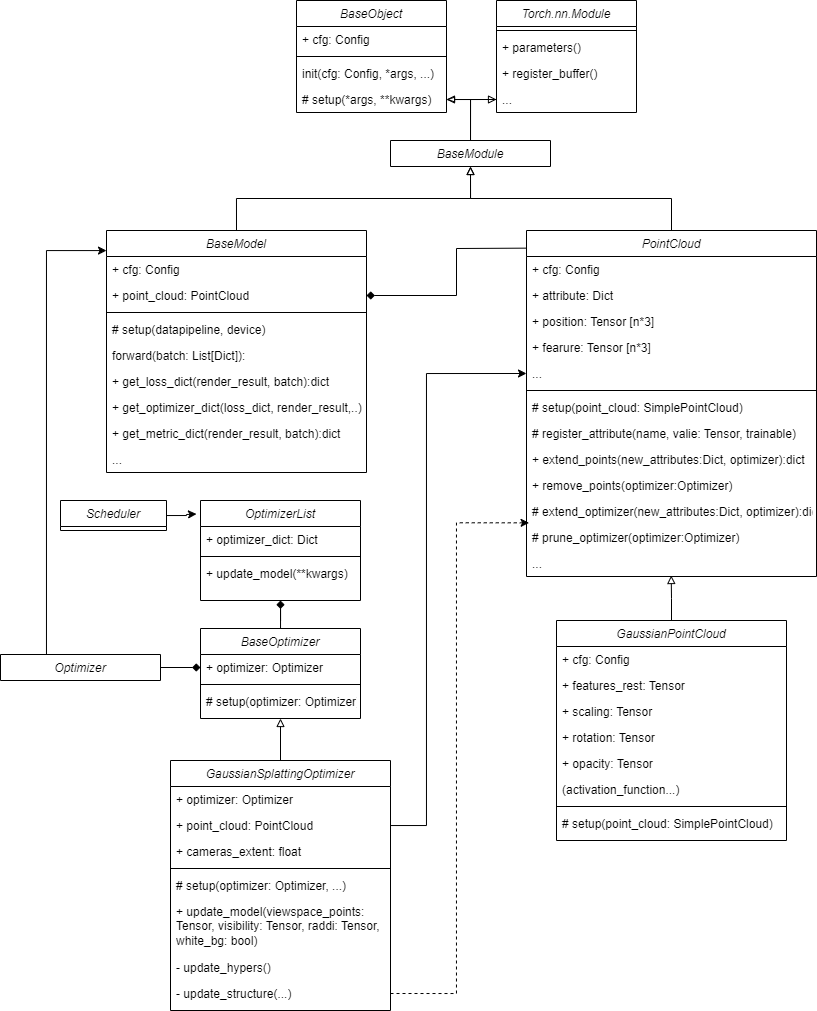 BaseObject
+ cfg: Config
init(cfg: Config, *args, ...)
# setup(*args, **kwargs)
Torch.nn.Module
+ parameters()
+ register_buffer()
...
BaseModule
BaseModel
+ cfg: Config
+ point_cloud: PointCloud
# setup(datapipeline, device)
forward(batch: List[Dict]):
+ get_loss_dict(render_result, batch):dict
+ get_optimizer_dict(loss_dict, render_result,..)
+ get_metric_dict(render_result, batch):dict
...
PointCloud
+ cfg: Config
+ attribute: Dict
+ position: Tensor [n*3]
+ fearure: Tensor [n*3]
...
# setup(point_cloud: SimplePointCloud)
# register_attribute(name, valie: Tensor, trainable)
+ extend_points(new_attributes:Dict, optimizer):dict
+ remove_points(optimizer:Optimizer)
# extend_optimizer(new_attributes:Dict, optimizer):di
# prune_optimizer(optimizer:Optimizer)
...
Scheduler
OptimizerList
+ optimizer_dict: Dict
+ update_model(**kwargs)
BaseOptimizer
+ optimizer: Optimizer
# setup(optimizer: Optimizer
Optimizer
GaussianPointCloud
+ cfg: Config
+ features_rest: Tensor
+ scaling: Tensor
+ rotation: Tensor
+ opacity: Tensor
(activation_function...)
# setup(point_cloud: SimplePointCloud)
GaussianSplattingOptimizer
+ optimizer: Optimizer
+ point_cloud: PointCloud
+ cameras_extent: float
# setup(optimizer: Optimizer, ...)
+ update_model(viewspace_points:
Tensor, visibility: Tensor, raddi: Tensor,
white_bg: bool)
- update_hypers()
- update_structure(...)